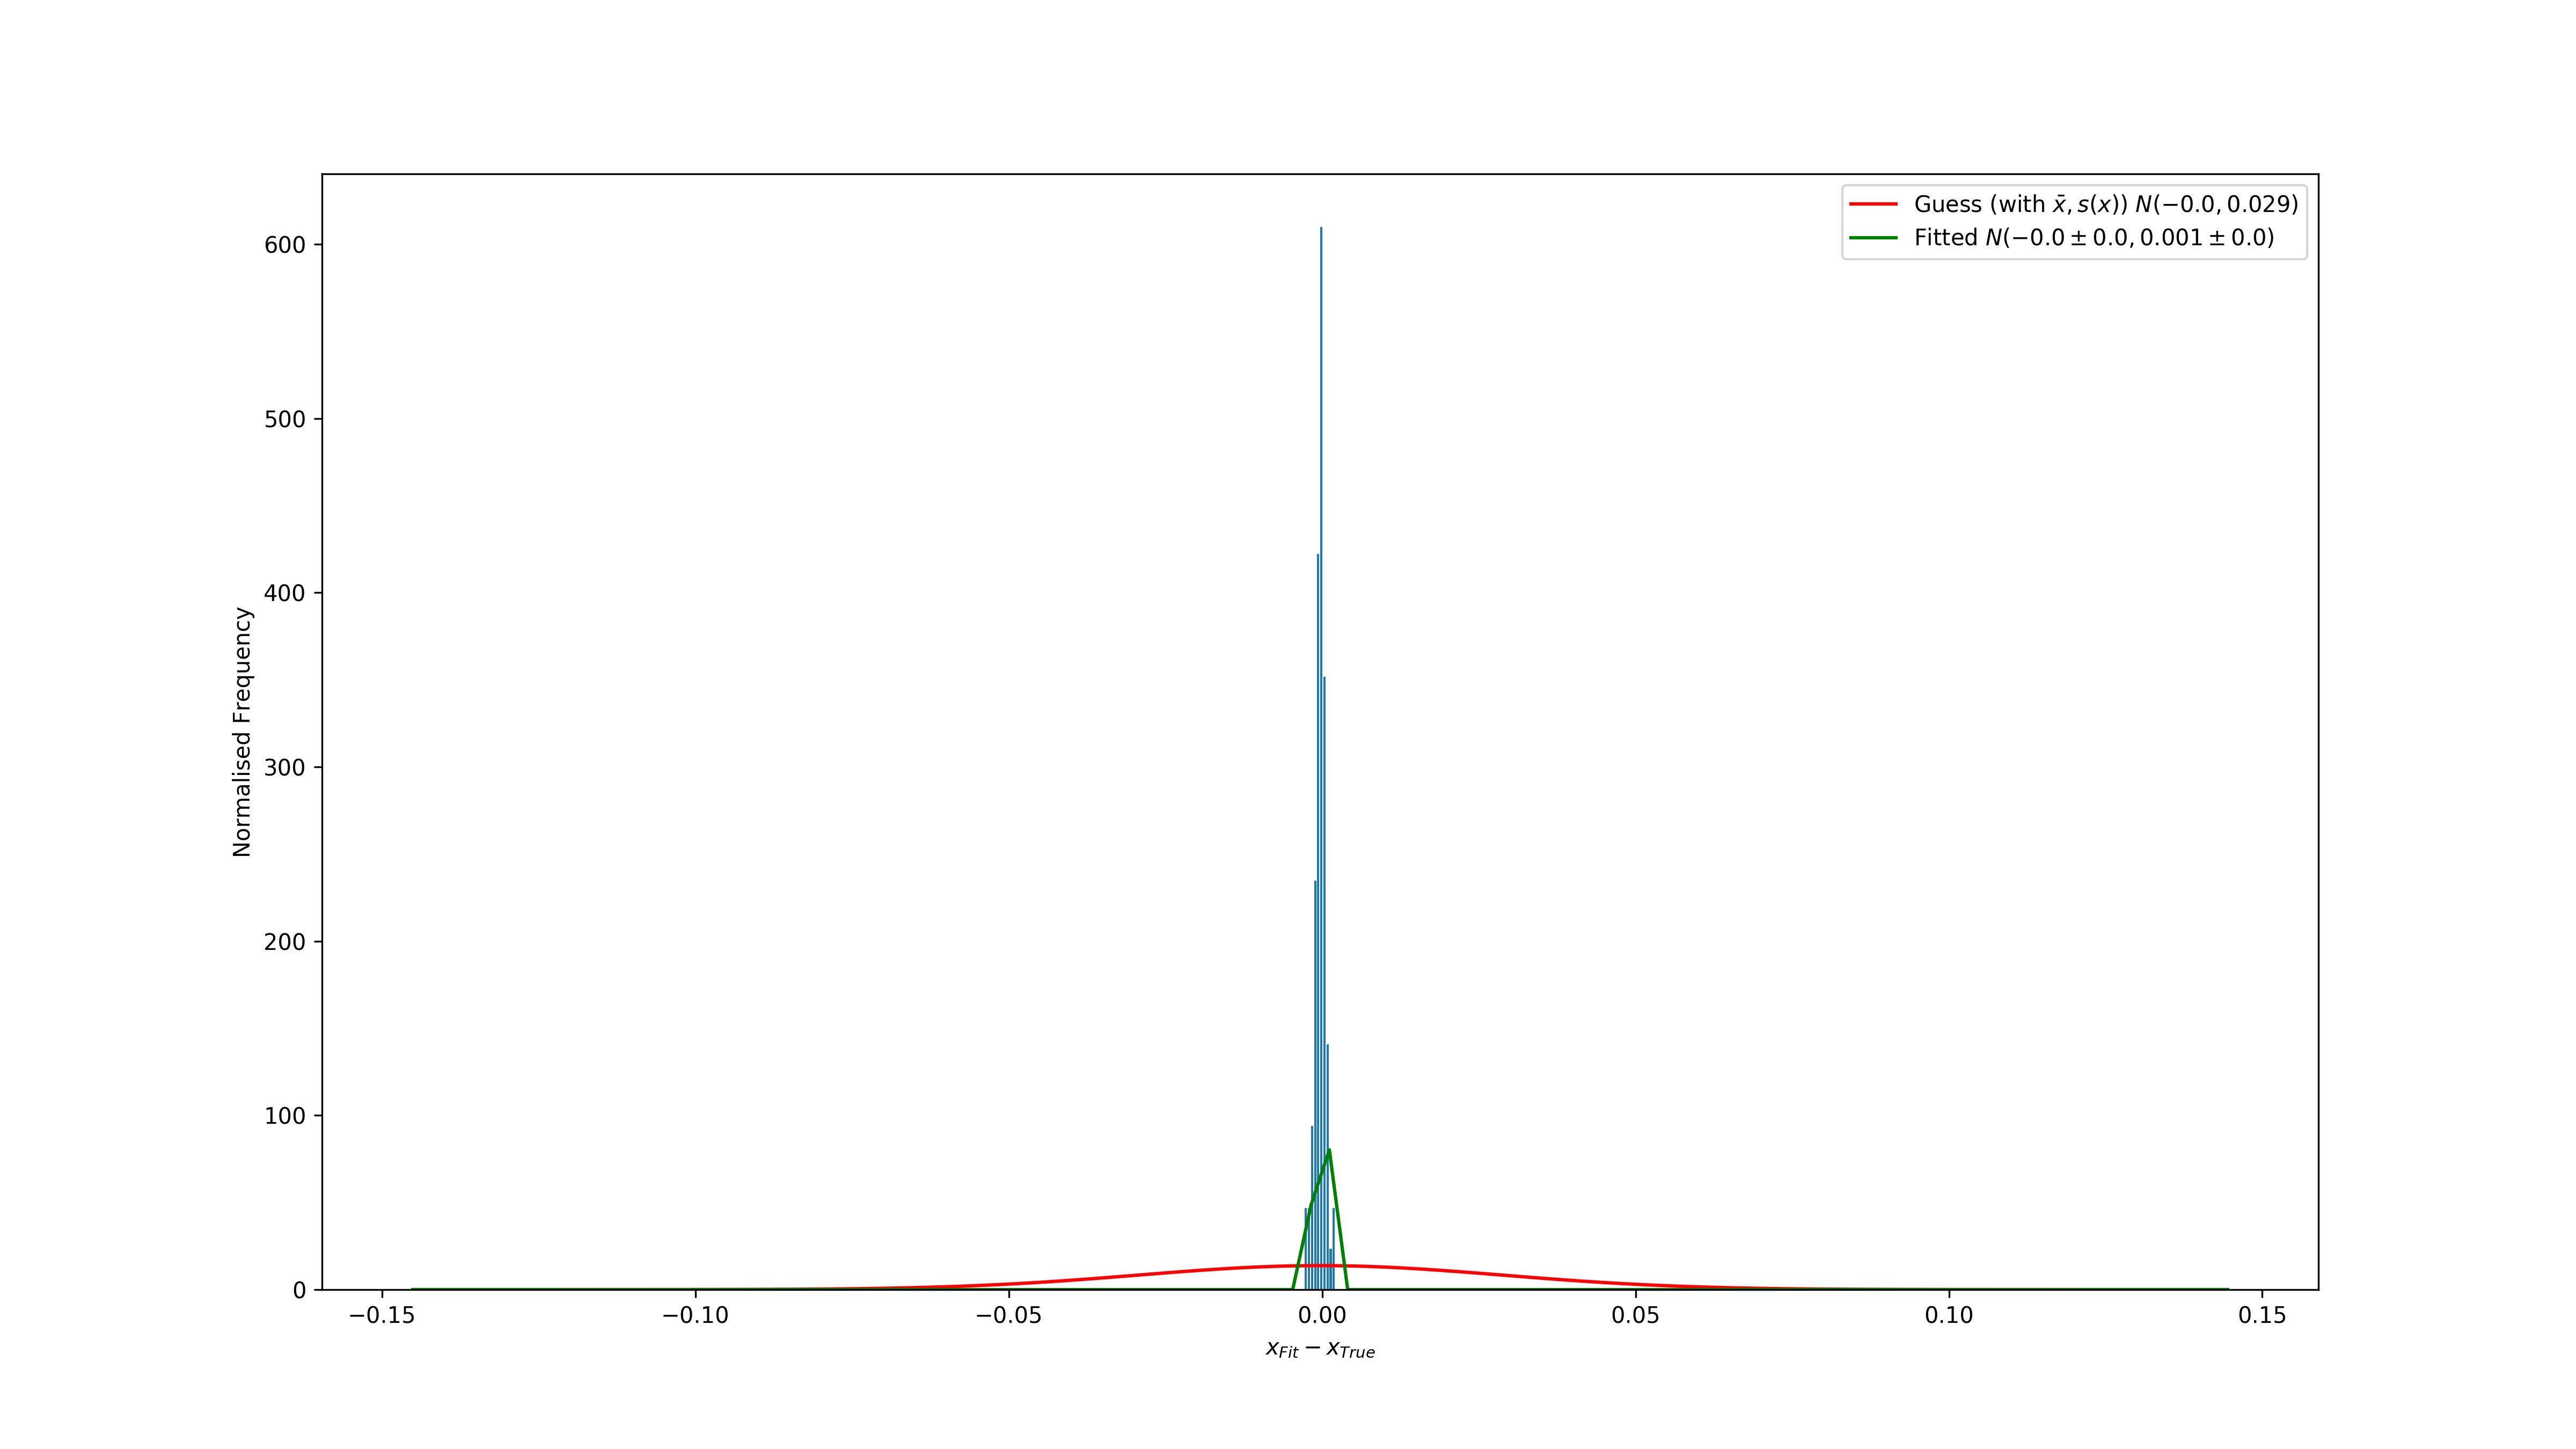 Guess (with x̄, s(x)) N(−0.0, 0.029)
Fitted N(−0.0 ± 0.0, 0.001 ± 0.0)
600
500
400
300
200
100
0
Normalised Frequency
−0.15 −0.10 −0.05 0.00 0.05 0.10 0.15
x_Fit − x_True